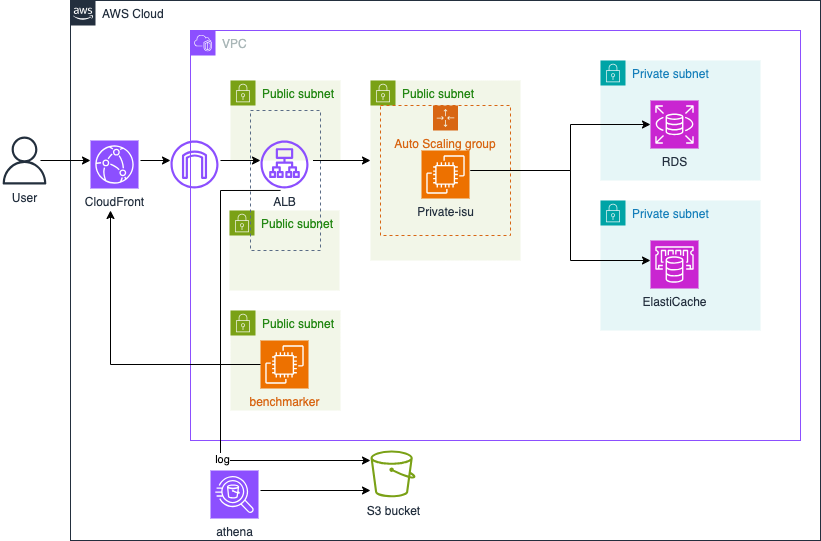 aws
AWS Cloud
VPC
Public subnet
Public subnet
Private subnet
Auto Scaling group
RDS
User
CloudFront
ALB
Private-isu
Private subnet
Public subnet
ElastiCache
Public subnet
benchmarker
log
S3 bucket
athena